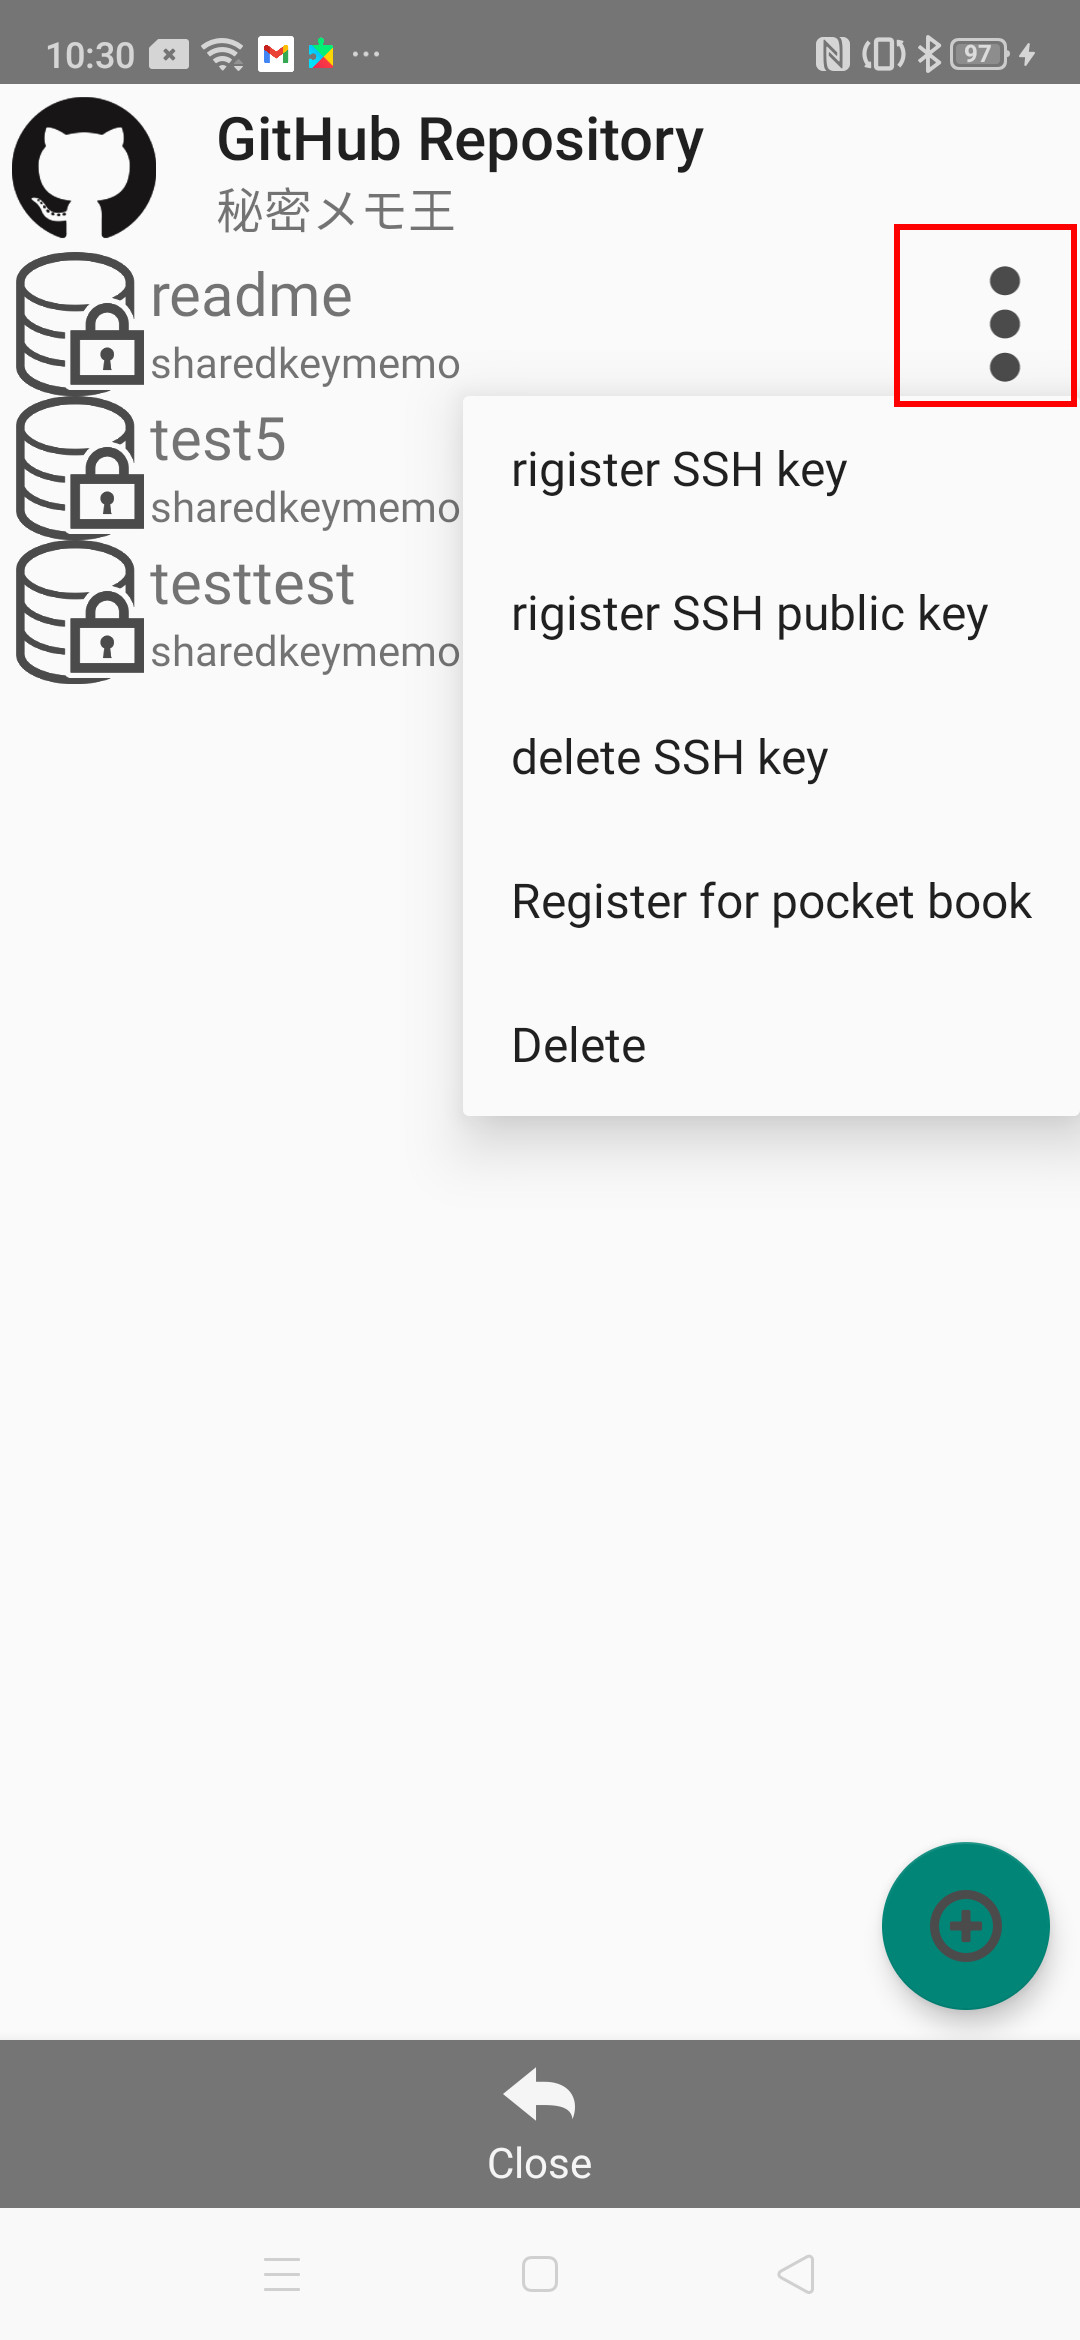 10:30
97
GitHub Repository
秘密メモ王
readme
sharedkeymemo
test5
sharedkeymemo
testtest
sharedkeymemo
rigister SSH key
rigister SSH public key
delete SSH key
Register for pocket book
Delete
Close